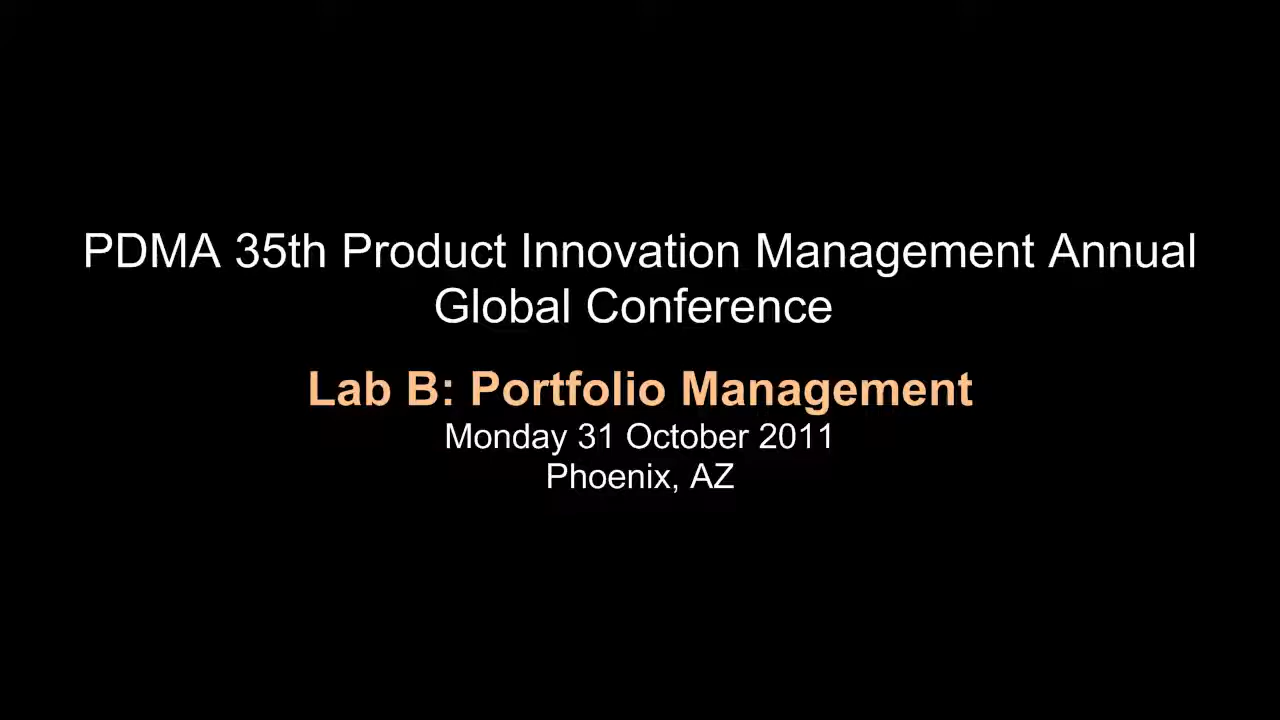 PDMA 35th Product Innovation Management Annual
Global Conference
Lab B: Portfolio Management
Monday 31 October 2011
Phoenix, AZ